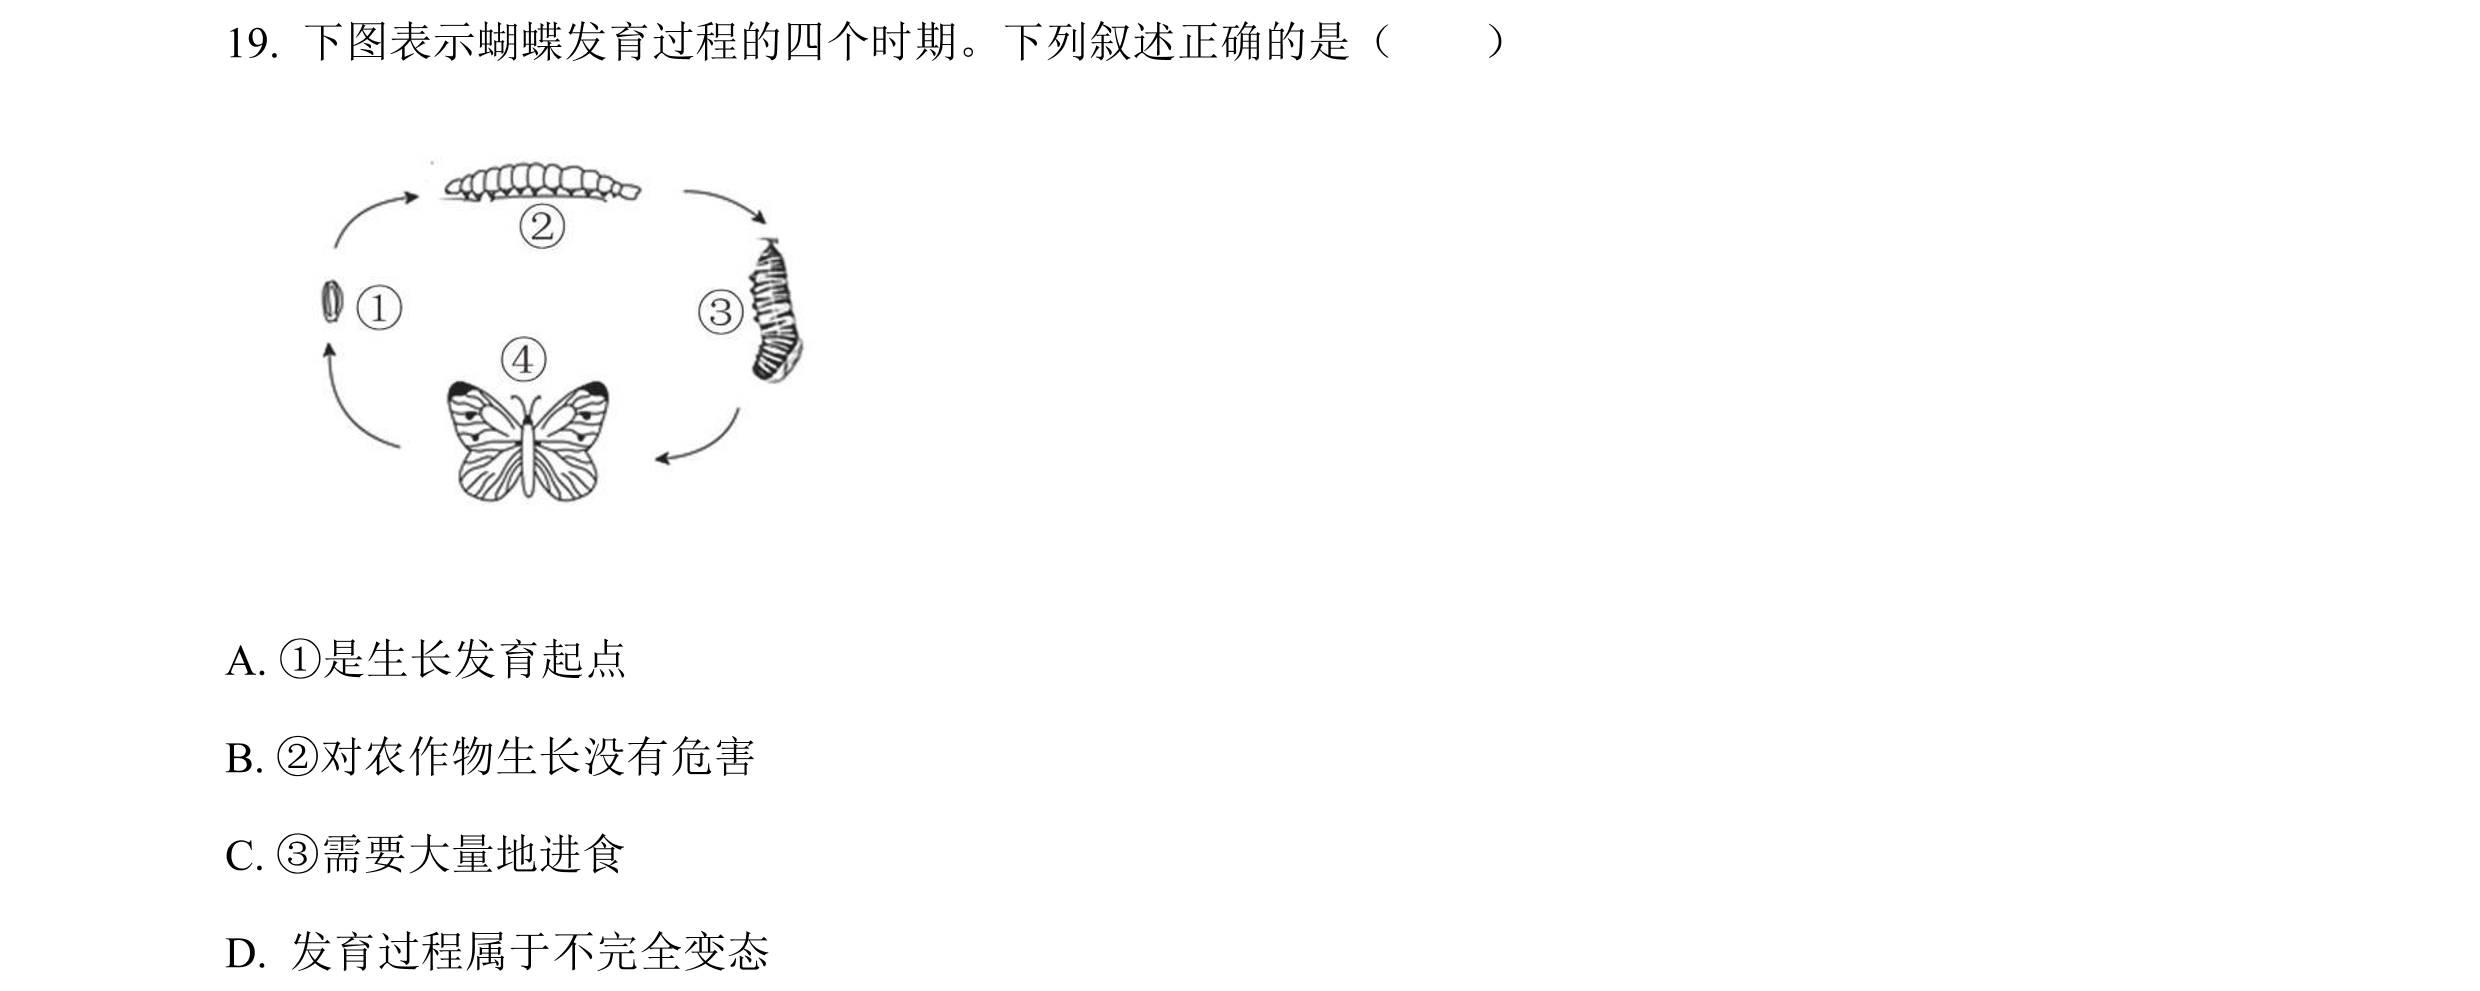 19. 下图表示蝴蝶发育过程的四个时期。下列叙述正确的是（ ）
②
①
③
④
A. ①是生长发育起点
B. ②对农作物生长没有危害
C. ③需要大量地进食
D. 发育过程属于不完全变态